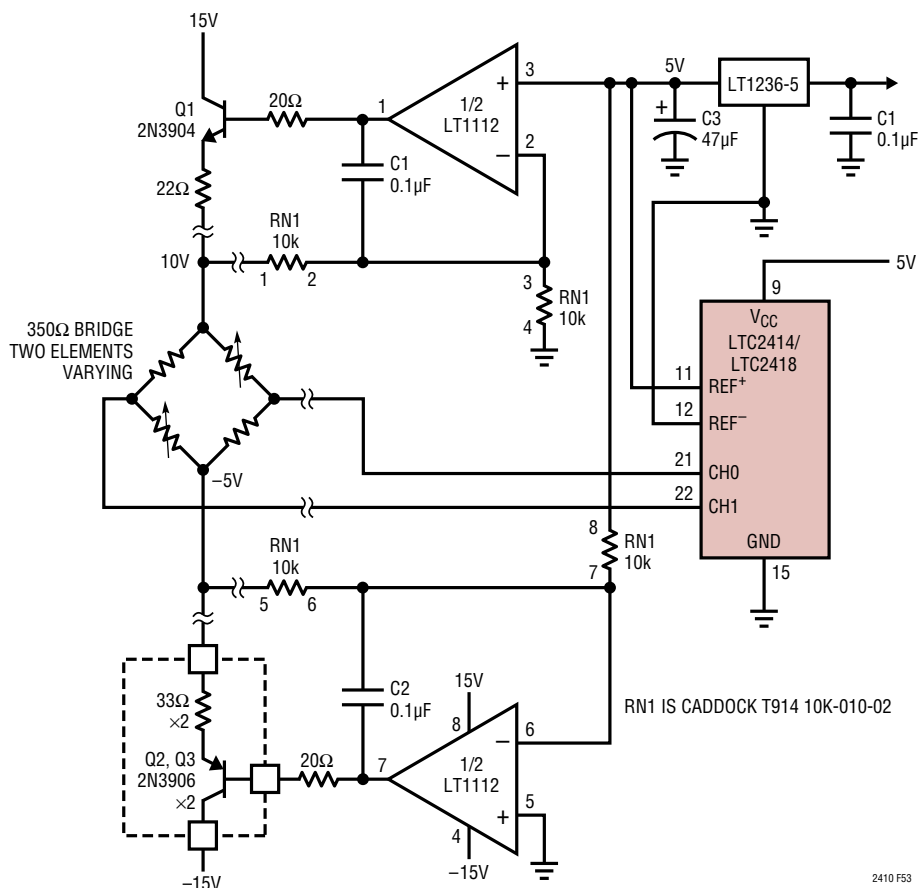 15V
Q1
2N3904
20Ω
1
1/2
LT1112
+
3
−
2
5V
LT1236-5
+
C3
47µF
C1
0.1µF
22Ω
C1
0.1µF
RN1
10k
10V
1
2
3
4
RN1
10k
5V
9
350Ω BRIDGE
TWO ELEMENTS
VARYING
VCC
LTC2414/
LTC2418
11
REF+
12
REF−
21
CH0
22
CH1
GND
15
−5V
RN1
10k
5
6
8
7
RN1
10k
33Ω
×2
Q2, Q3
2N3906
×2
−15V
20Ω
C2
0.1µF
15V
8
7
1/2
LT1112
−
6
+
5
4
−15V
RN1 IS CADDOCK T914 10K-010-02
2410 F53